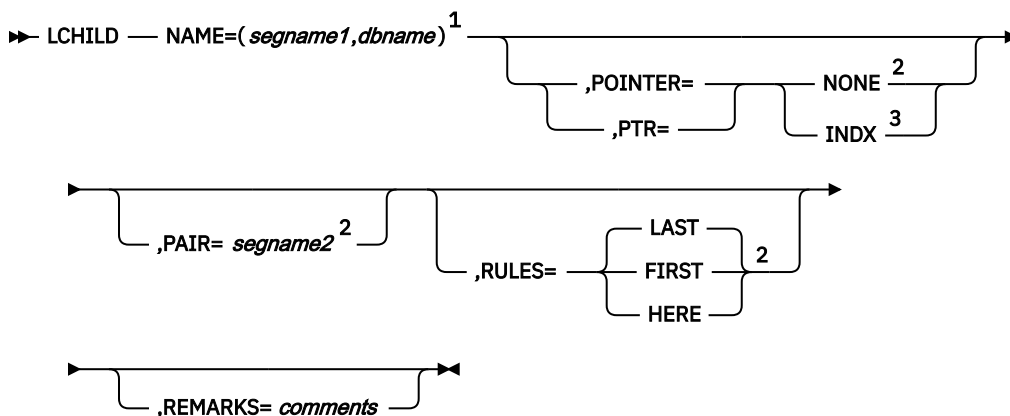 LCHILD NAME=(segname1,dbname) 1
,POINTER= NONE 2
,PTR= INDX 3
,PAIR= segname2 2
LAST
,RULES= FIRST 2
HERE
,REMARKS= comments